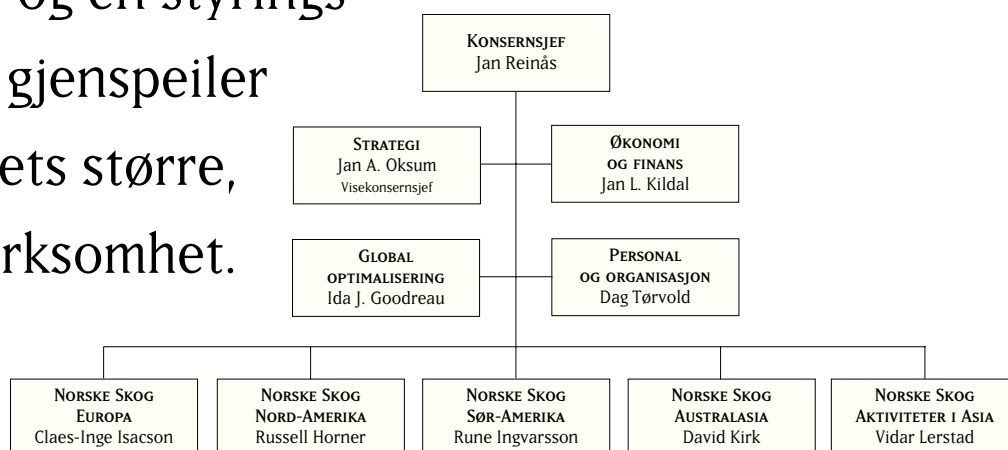 og en styrings
gjenspeiler
ets større,
rksomhet.
KONSERNSJEF
Jan Reinås
STRATEGI
Jan A. Oksum
Visekonsernsjef
ØKONOMI
OG FINANS
Jan L. Kildal
GLOBAL
OPTIMALISERING
Ida J. Goodreau
PERSONAL
OG ORGANISASJON
Dag Tørvold
NORSKE SKOG
EUROPA
Claes-Inge Isacson
NORSKE SKOG
NORD-AMERIKA
Russell Horner
NORSKE SKOG
SØR-AMERIKA
Rune Ingvarsson
NORSKE SKOG
AUSTRALASIA
David Kirk
NORSKE SKOG
AKTIVITETER I ASIA
Vidar Lerstad